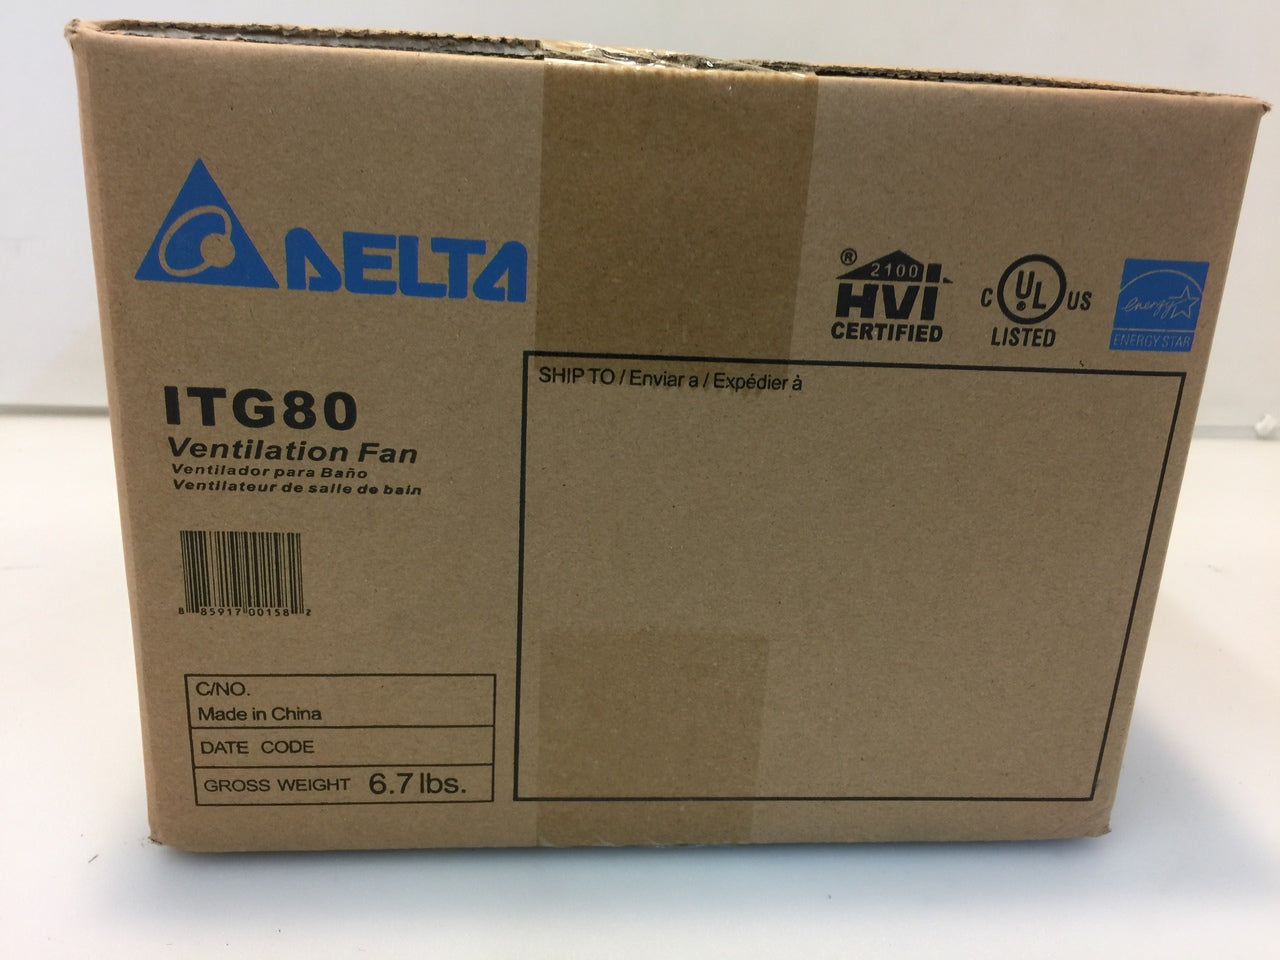 DELTA
® 2100
HVI
CERTIFIED
C UL US
LISTED
energy
ENERGY STAR
ITG80
Ventilation Fan
Ventilador para Baño
Ventilateur de salle de bain
SHIP TO / Enviar a / Expédier à
8 85917 00158 2
C/NO.
Made in China
DATE CODE
GROSS WEIGHT 6.7 lbs.